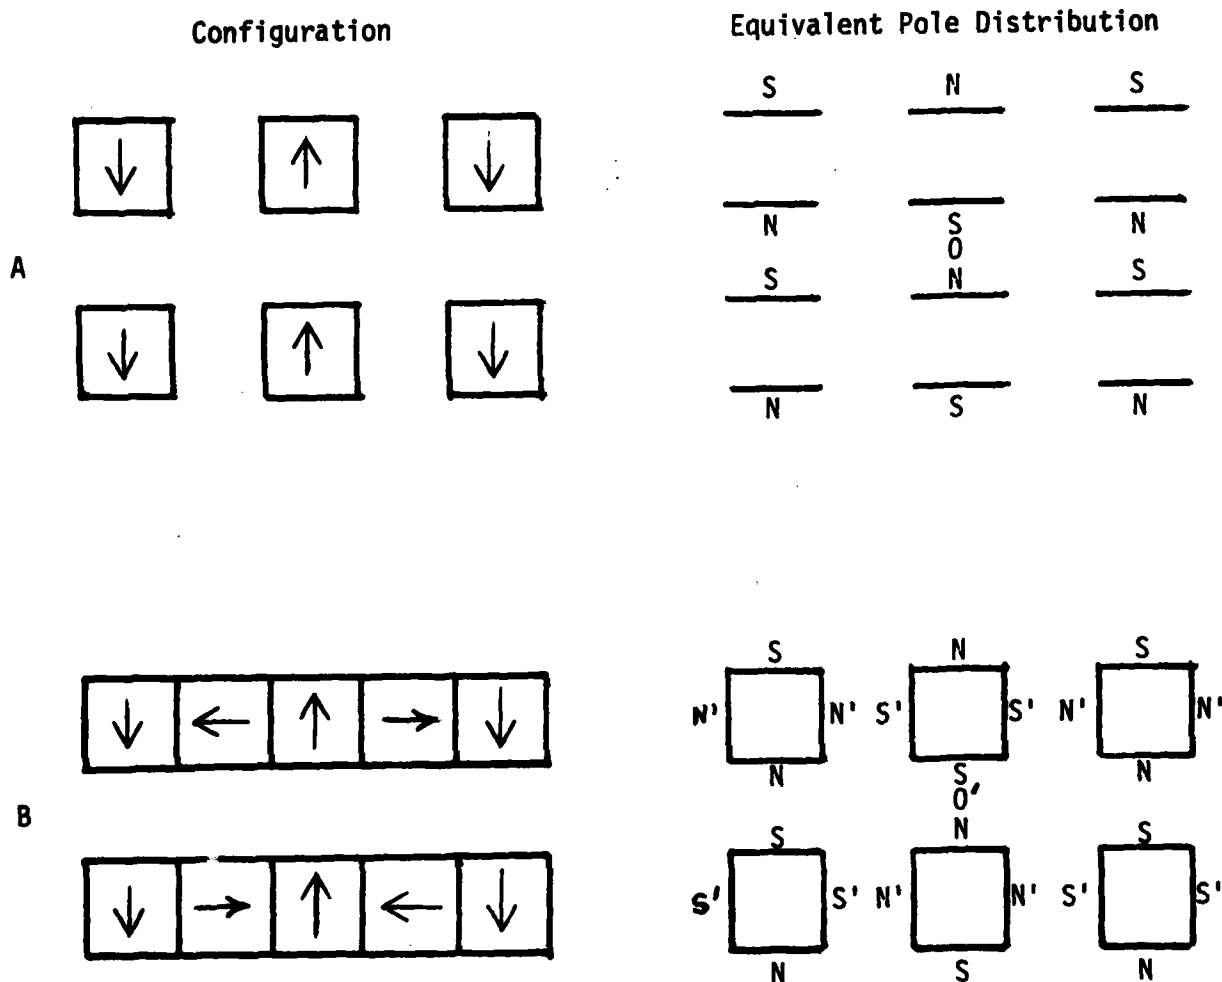 Configuration
Equivalent Pole Distribution
S N S
N S N
O
A
S N S
N S N
S N S
N' N' S' S' N' N'
N S N
O'
B
N
S S
S' S' N' N' S' S'
N S N